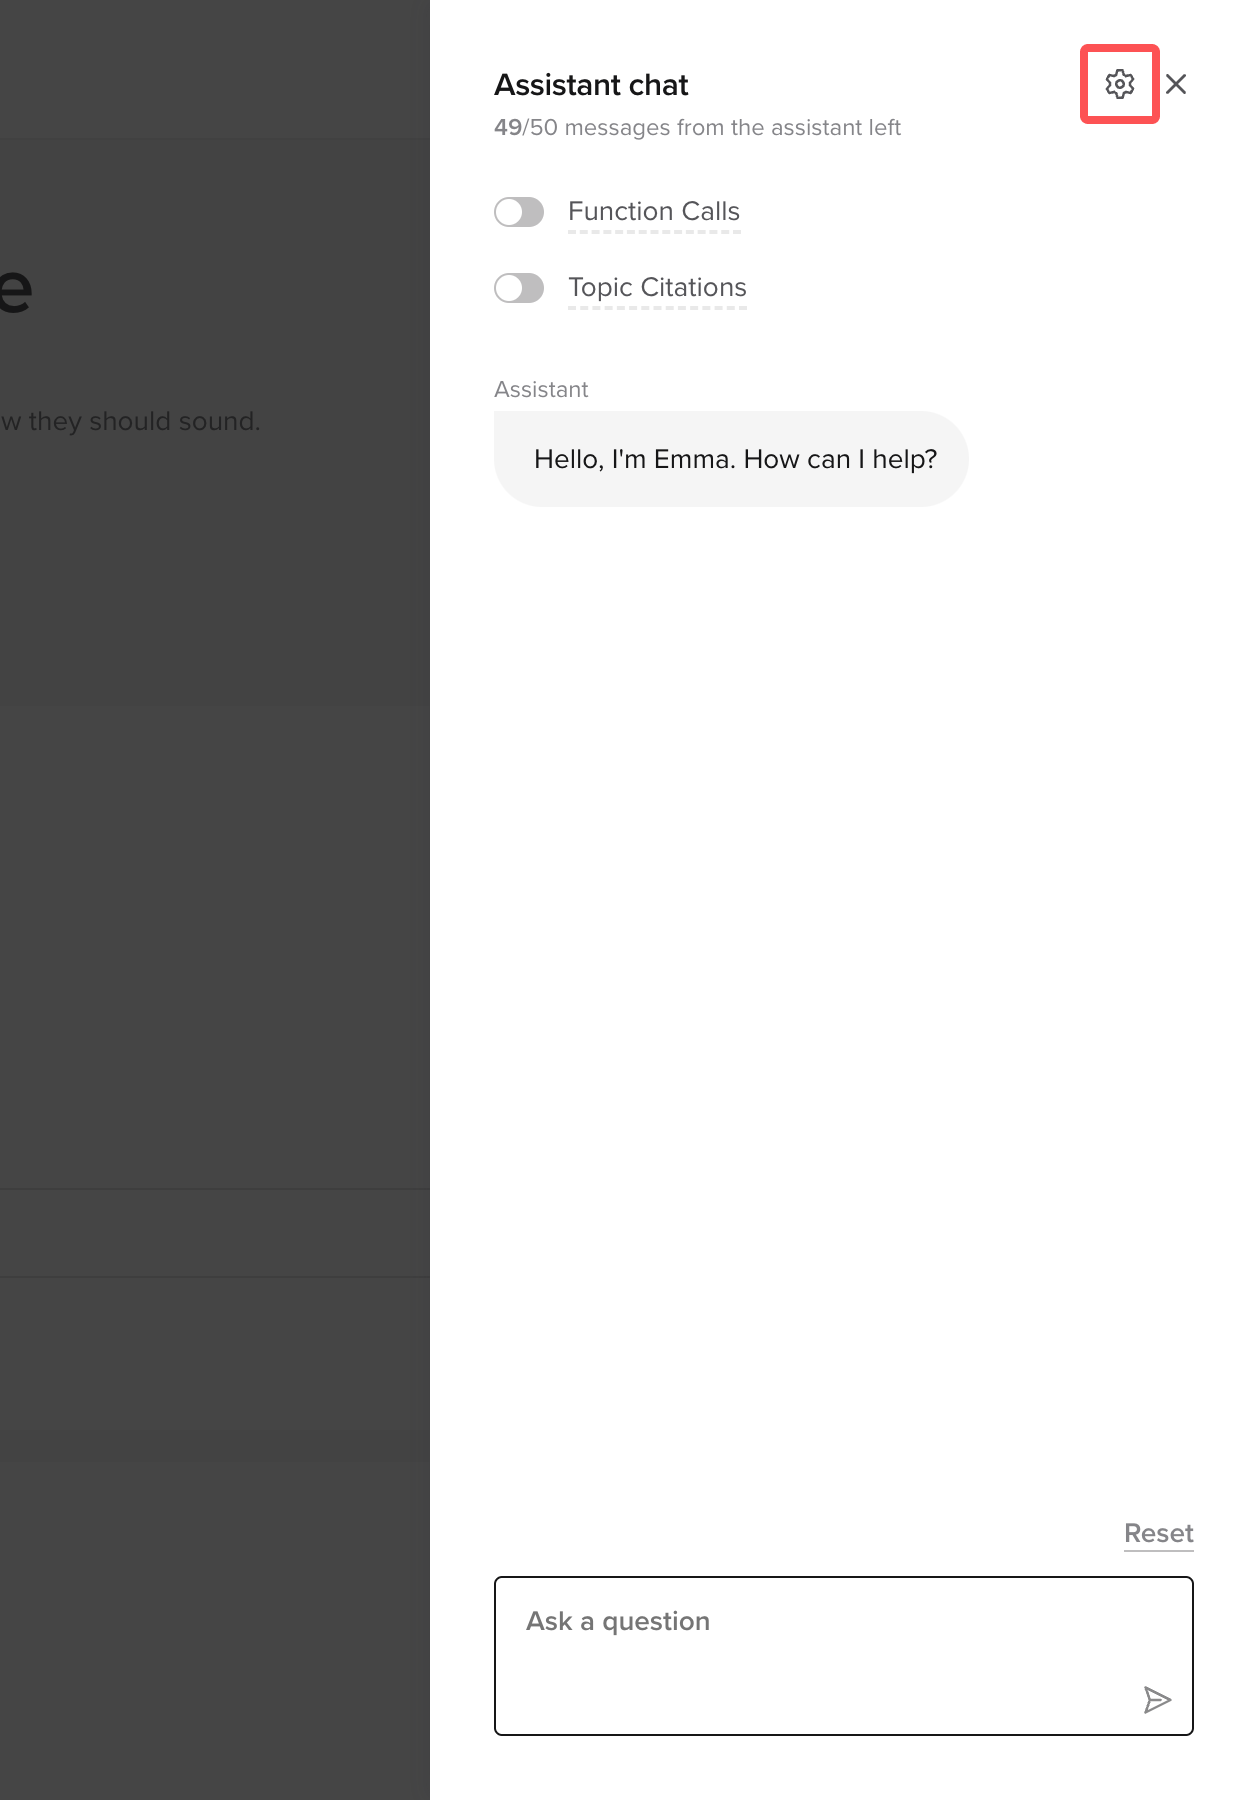 Assistant chat
49/50 messages from the assistant left
Function Calls
Topic Citations
e
w they should sound.
Assistant
Hello, I'm Emma. How can I help?
Reset
Ask a question